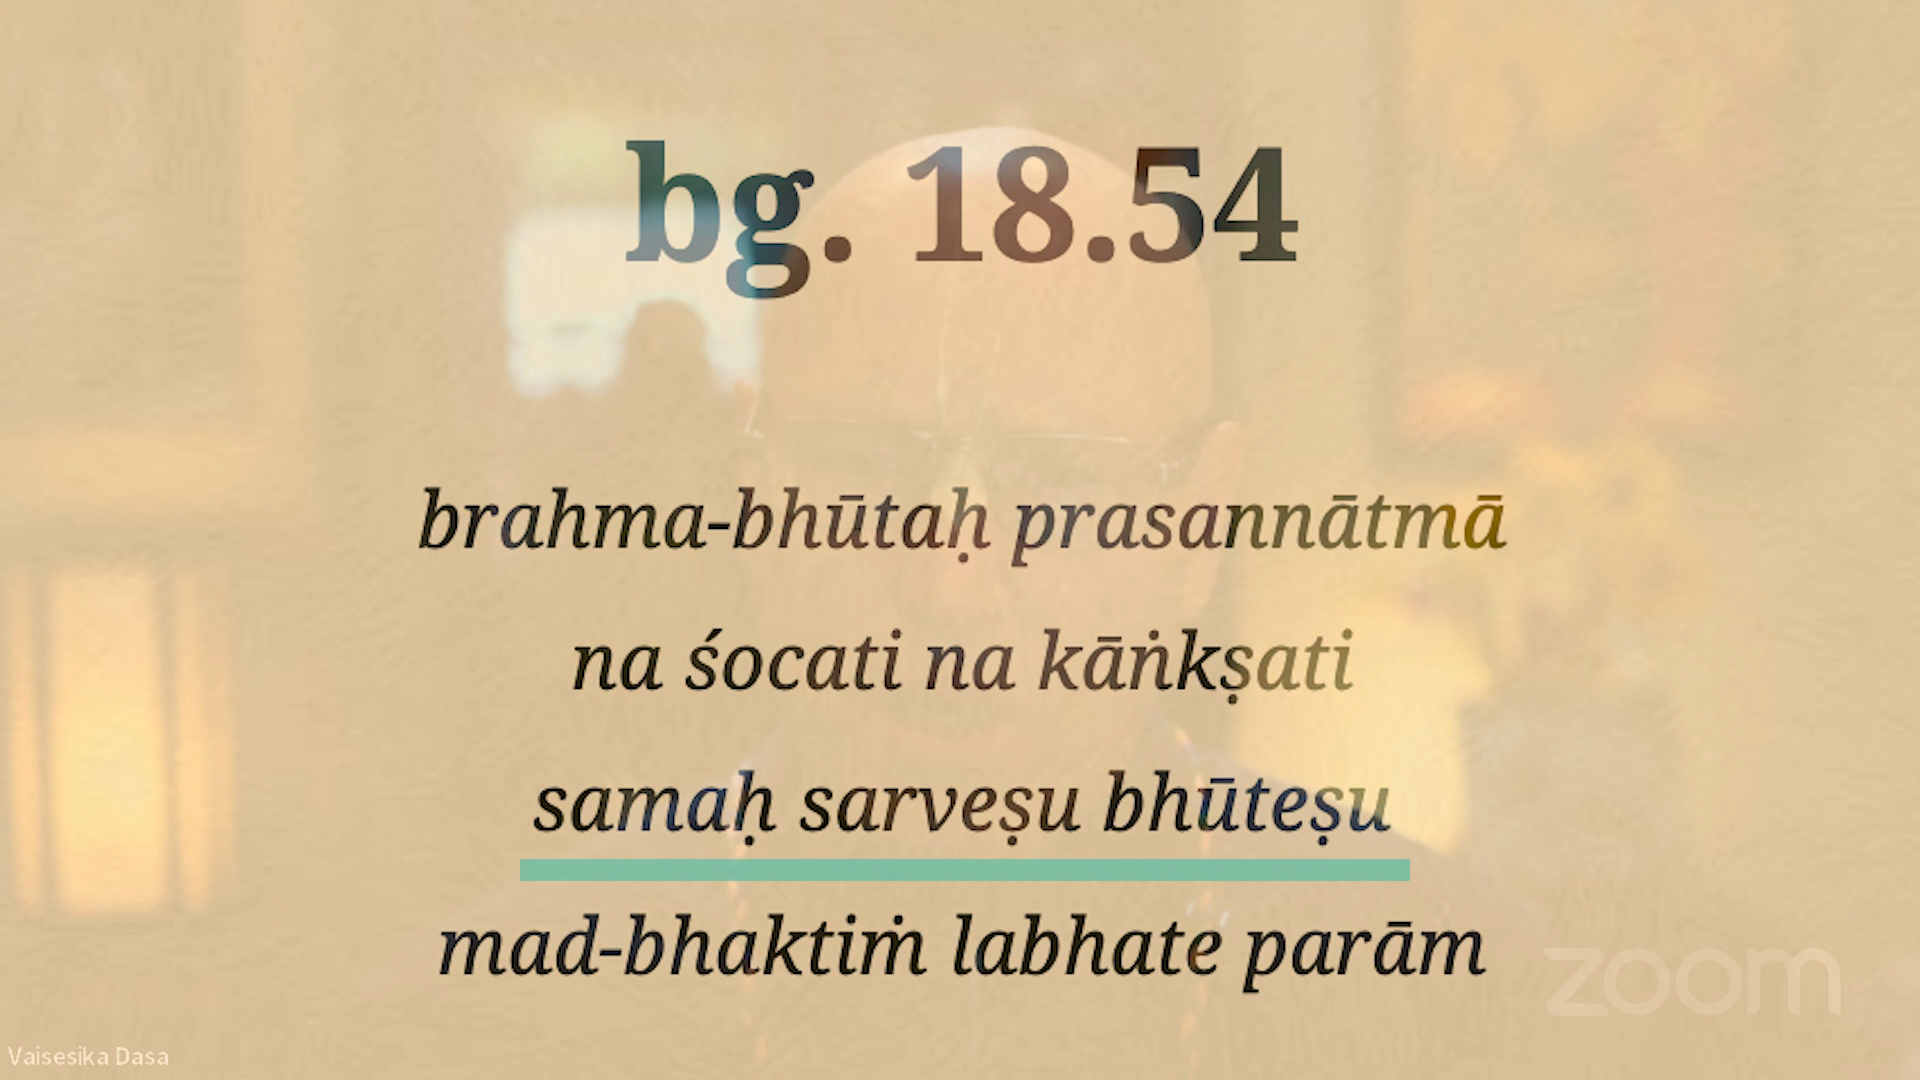 bg. 18.54
brahma-bhūtaḥ prasannātmā
na śocati na kāṅkṣati
samaḥ sarveṣu bhūteṣu
mad-bhaktiṁ labhate parām
zoom
Vaisesika Dasa